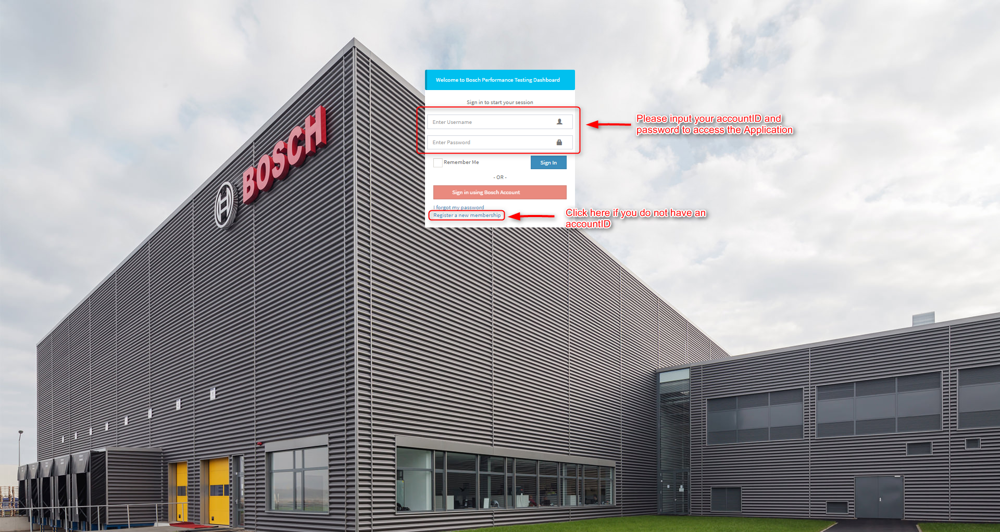 BOSCH
Welcome to Bosch Performance Testing Dashboard
Sign in to start your session
Enter Username
Enter Password
Please input your accountID and
password to access the Application
Remember Me
Sign In
- OR -
Sign in using Bosch Account
I forgot my password
Register a new membership
Click here if you do not have an
accountID